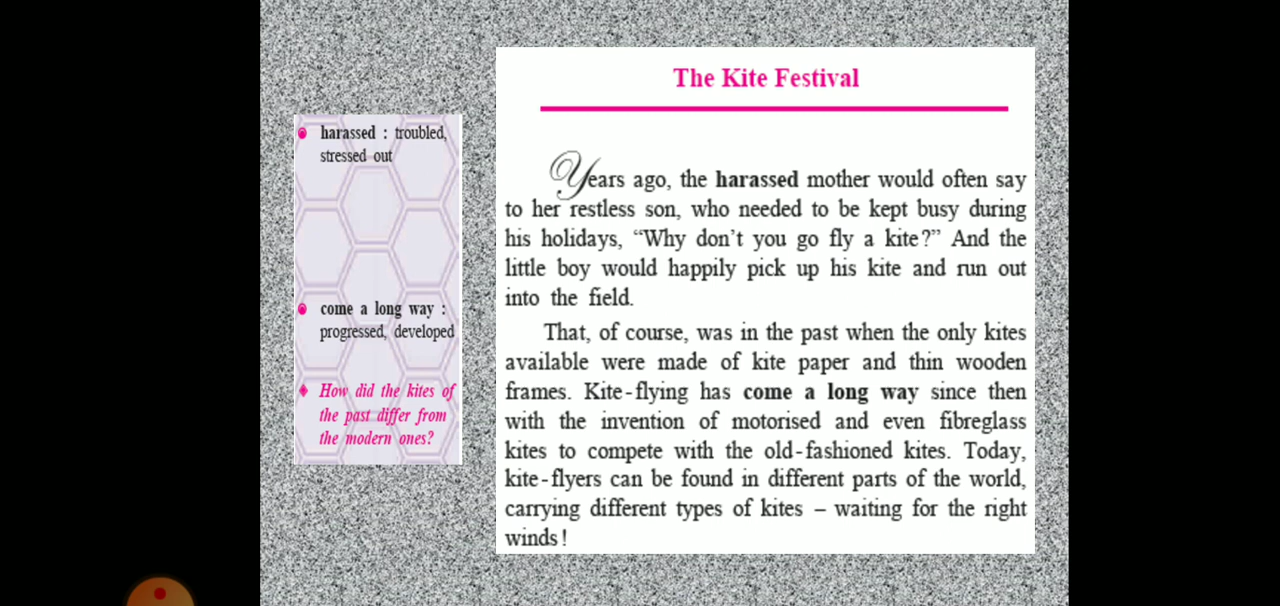 The Kite Festival
harassed : troubled,
stressed out
come a long way :
progressed, developed
How did the kites of
the past differ from
the modern ones?
Years ago, the harassed mother would often say
to her restless son, who needed to be kept busy during
his holidays, “Why don’t you go fly a kite?” And the
little boy would happily pick up his kite and run out
into the field.
That, of course, was in the past when the only kites
available were made of kite paper and thin wooden
frames. Kite-flying has come a long way since then
with the invention of motorised and even fibreglass
kites to compete with the old-fashioned kites. Today,
kite-flyers can be found in different parts of the world,
carrying different types of kites – waiting for the right
winds!